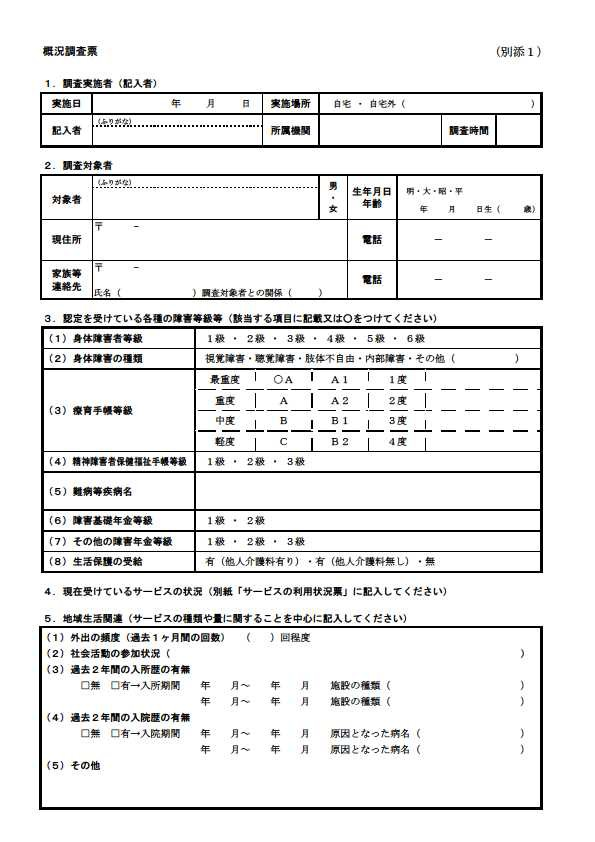 概況調査票 （別添１）
１．調査実施者（記入者）
実施日 年 月 日 実施場所 自宅 ・ 自宅外（ ）
（ふりがな）
記入者 所属機関 調査時間
２．調査対象者
（ふりがな）
対象者 男・女 生年月日年齢 明・大・昭・平
年 月 日生（ 歳）
現住所 〒 － 電話 － －
家族等連絡先 〒 － 電話 － －
氏名（ ）調査対象者との関係（ ）
３．認定を受けている各種の障害等級等（該当する項目に記載又は〇をつけてください）
（１）身体障害者等級 １級 ・ ２級 ・ ３級 ・ ４級 ・ ５級 ・ ６級
（２）身体障害の種類 視覚障害・聴覚障害・肢体不自由・内部障害・その他（ ）
（３）療育手帳等級
最重度 〇Ａ Ａ１ １度
重度 Ａ Ａ２ ２度
中度 Ｂ Ｂ１ ３度
軽度 Ｃ Ｂ２ ４度
（４）精神障害者保健福祉手帳等級 １級 ・ ２級 ・ ３級
（５）難病等疾病名
（６）障害基礎年金等級 １級 ・ ２級
（７）その他の障害年金等級 １級 ・ ２級 ・ ３級
（８）生活保護の受給 有（他人介護料有り）・有（他人介護料無し）・無
４．現在受けているサービスの状況（別紙「サービスの利用状況票」に記入してください）
５．地域生活関連（サービスの種類や量に関することを中心に記入してください）
（１）外出の頻度（過去１ヶ月間の回数） （ ）回程度
（２）社会活動の参加状況（ ）
（３）過去２年間の入所歴の有無
□無 □有→入所期間 年 月～ 年 月 施設の種類（ ）
年 月～ 年 月 施設の種類（ ）
（４）過去２年間の入院歴の有無
□無 □有→入院期間 年 月～ 年 月 原因となった病名（ ）
年 月～ 年 月 原因となった病名（ ）
（５）その他